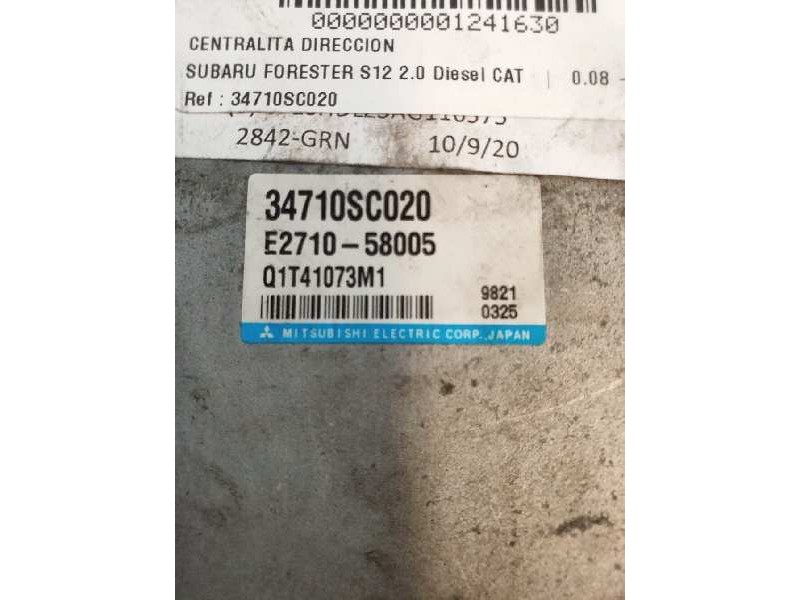 0000000001241630
CENTRALITA DIRECCION
SUBARU FORESTER S12 2.0 Diesel CAT | 0.08 -
Ref : 34710SC020
2842-GRN 10/9/20
34710SC020
E2710-58005
Q1T41073M1
9821
0325
MITSUBISHI ELECTRIC CORP. JAPAN